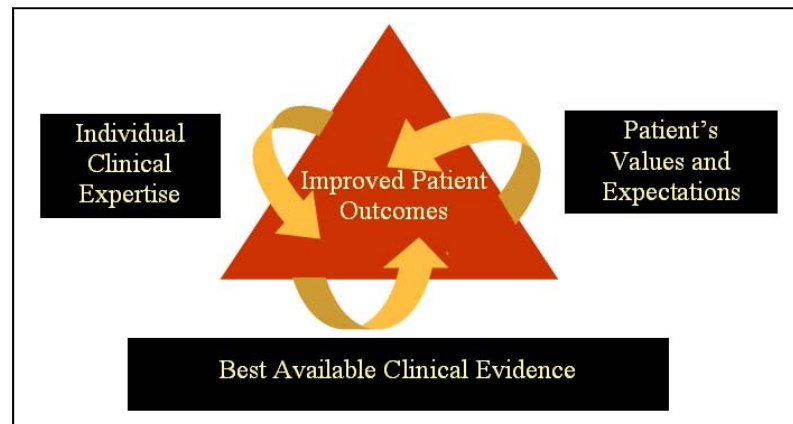 Individual
Clinical
Expertise
Patient’s
Values and
Expectations
Improved Patient
Outcomes
Best Available Clinical Evidence